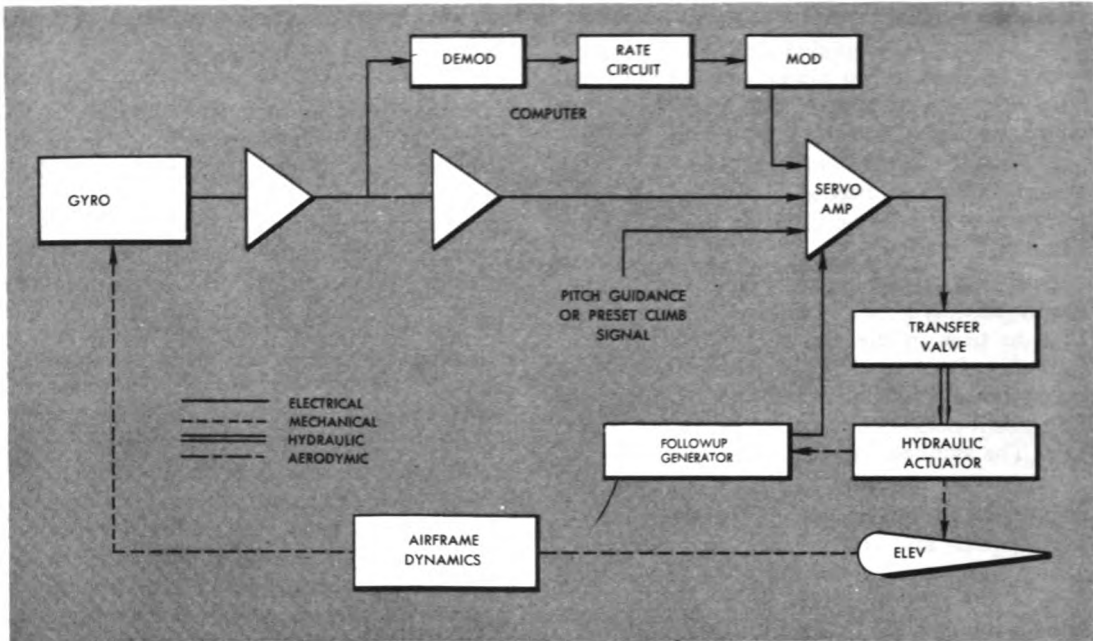 DEMOD
RATE
CIRCUIT
MOD
COMPUTER
GYRO
SERVO
AMP
PITCH GUIDANCE
OR PRESET CLIMB
SIGNAL
TRANSFER
VALVE
ELECTRICAL
MECHANICAL
HYDRAULIC
AERODYMIC
FOLLOWUP
GENERATOR
HYDRAULIC
ACTUATOR
AIRFRAME
DYNAMICS
ELEV